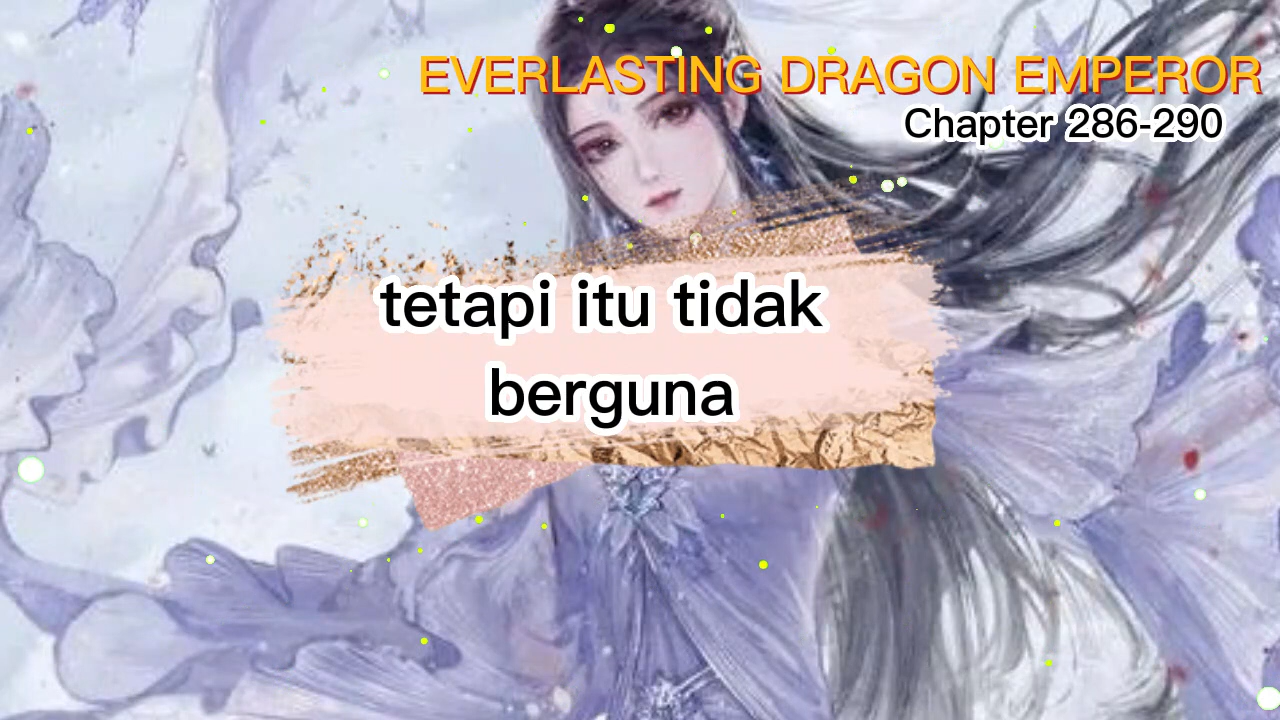 EVERLASTING DRAGON EMPEROR
Chapter 286-290
tetapi itu tidak
berguna